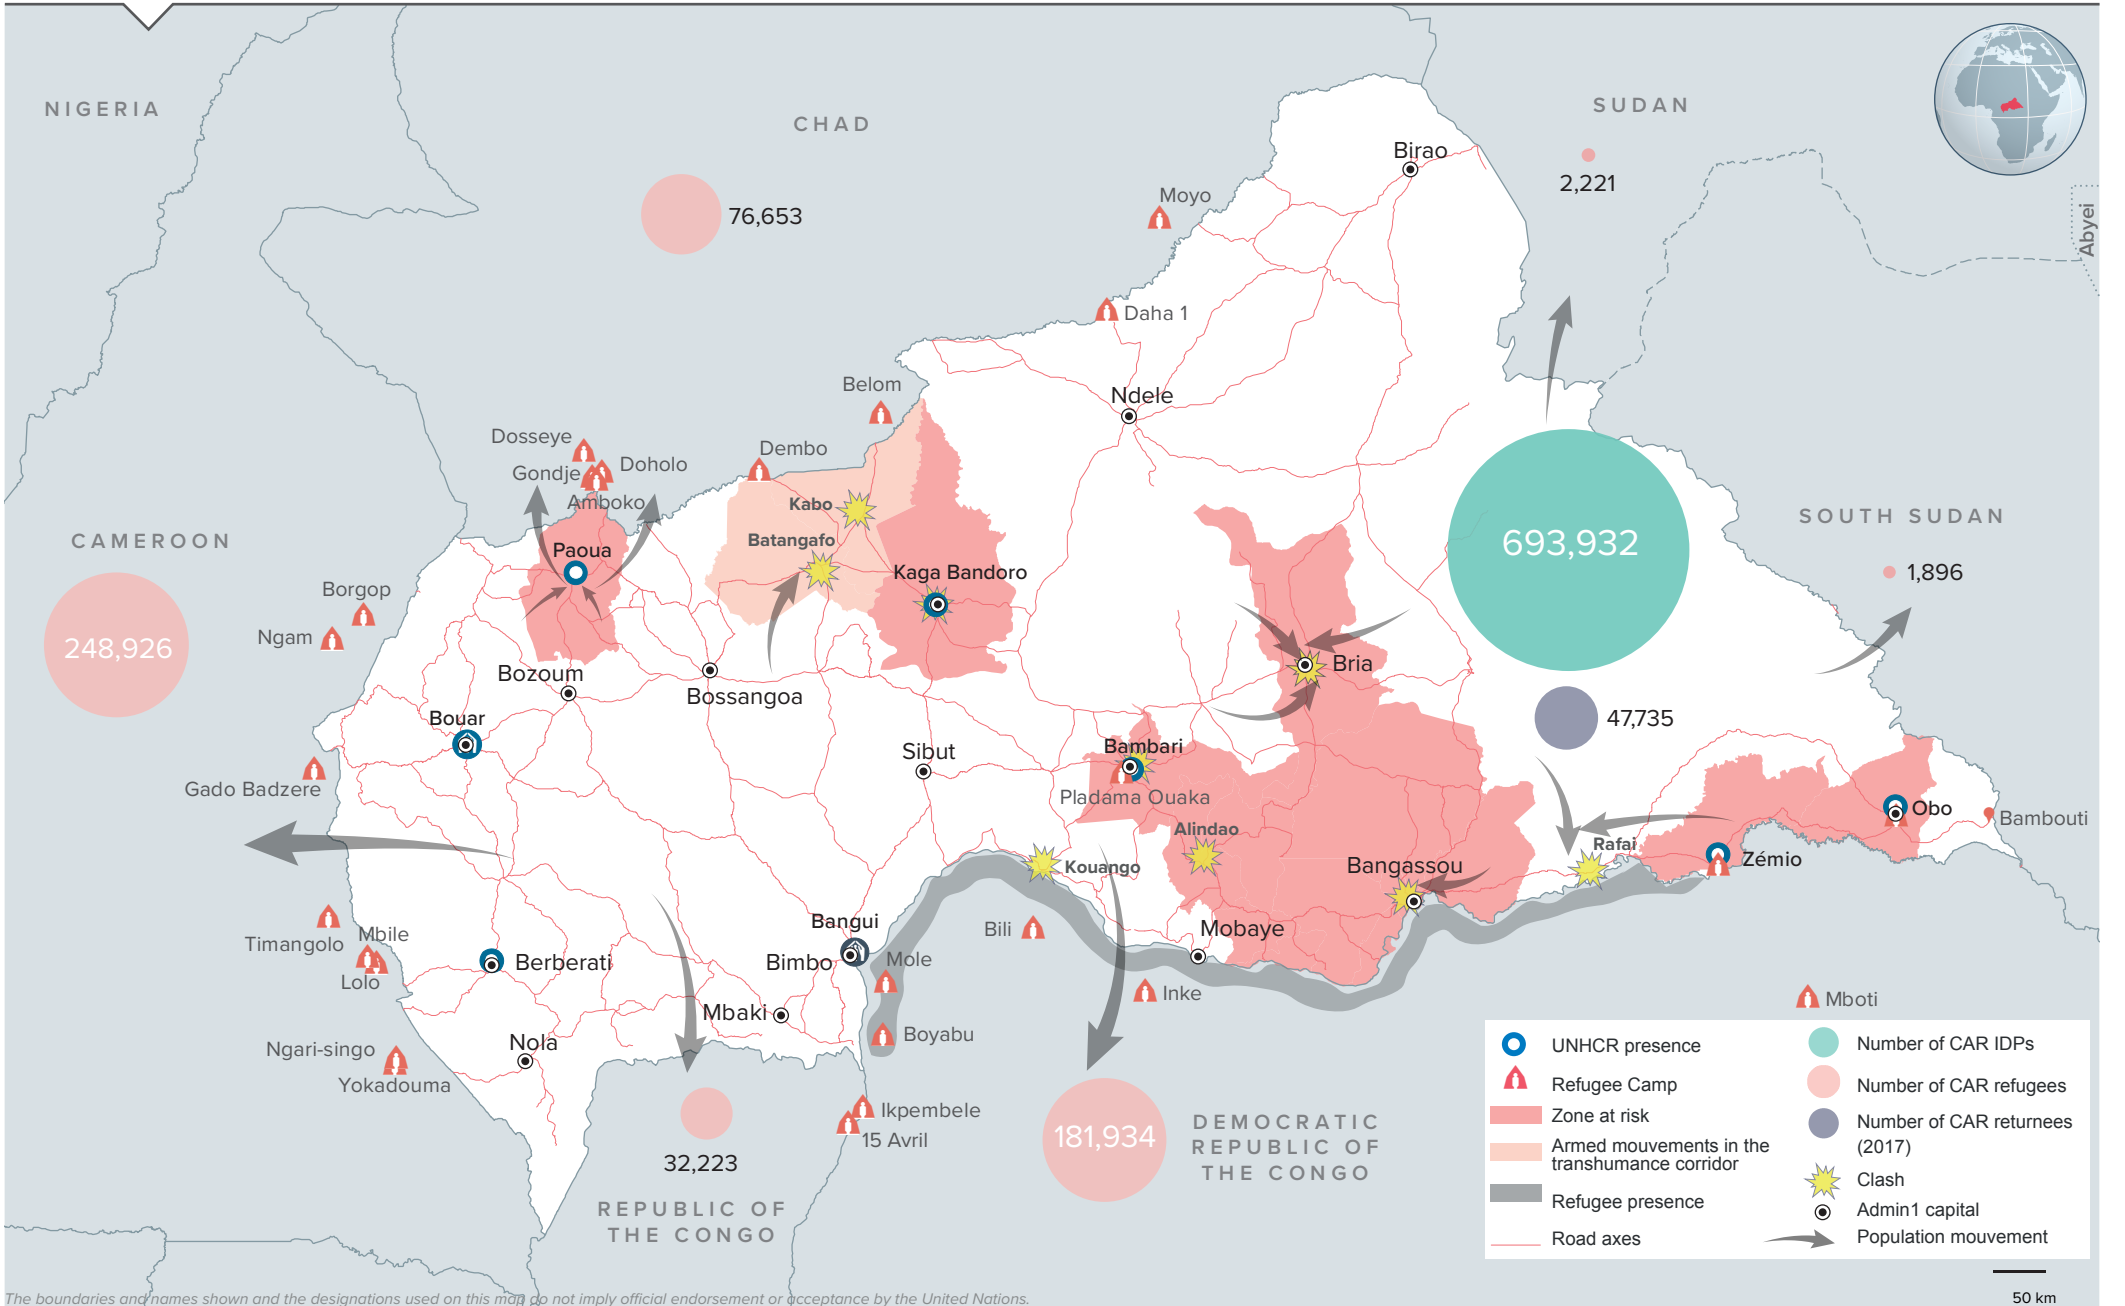 NIGERIA
CHAD
SUDAN
Birao
2,221
Moyo
76,653
Abyei
Daha 1
Belom
Ndele
Dosseye
Dembo
Gondje
Doholo
Amboko
Kabo
SOUTH SUDAN
CAMEROON
Batangafo
693,932
Paoua
Kaga Bandoro
1,896
Borgop
Ngam
248,926
Bria
Bozoum
Bossangoa
47,735
Bouar
Sibut
Bambari
Gado Badzere
Pladama Ouaka
Obo
Bambouti
Alindao
Rafai
Zémio
Kouango
Bangassou
Bangui
Bili
Mobaye
Timangolo
Mbile
Berberati
Bimbo
Mole
Lolo
Inke
Mboti
Mbaki
Boyabu
Nola
Ngari-singo
Yokadouma
Ikpembele
15 Avril
181,934
DEMOCRATIC
REPUBLIC OF
THE CONGO
32,223
REPUBLIC OF
THE CONGO
UNHCR presence
Refugee Camp
Zone at risk
Armed mouvements in the
transhumance corridor
Refugee presence
Road axes
Number of CAR IDPs
Number of CAR refugees
Number of CAR returnees
(2017)
Clash
Admin1 capital
Population mouvement
50 km
The boundaries and names shown and the designations used on this map do not imply official endorsement or acceptance by the United Nations.